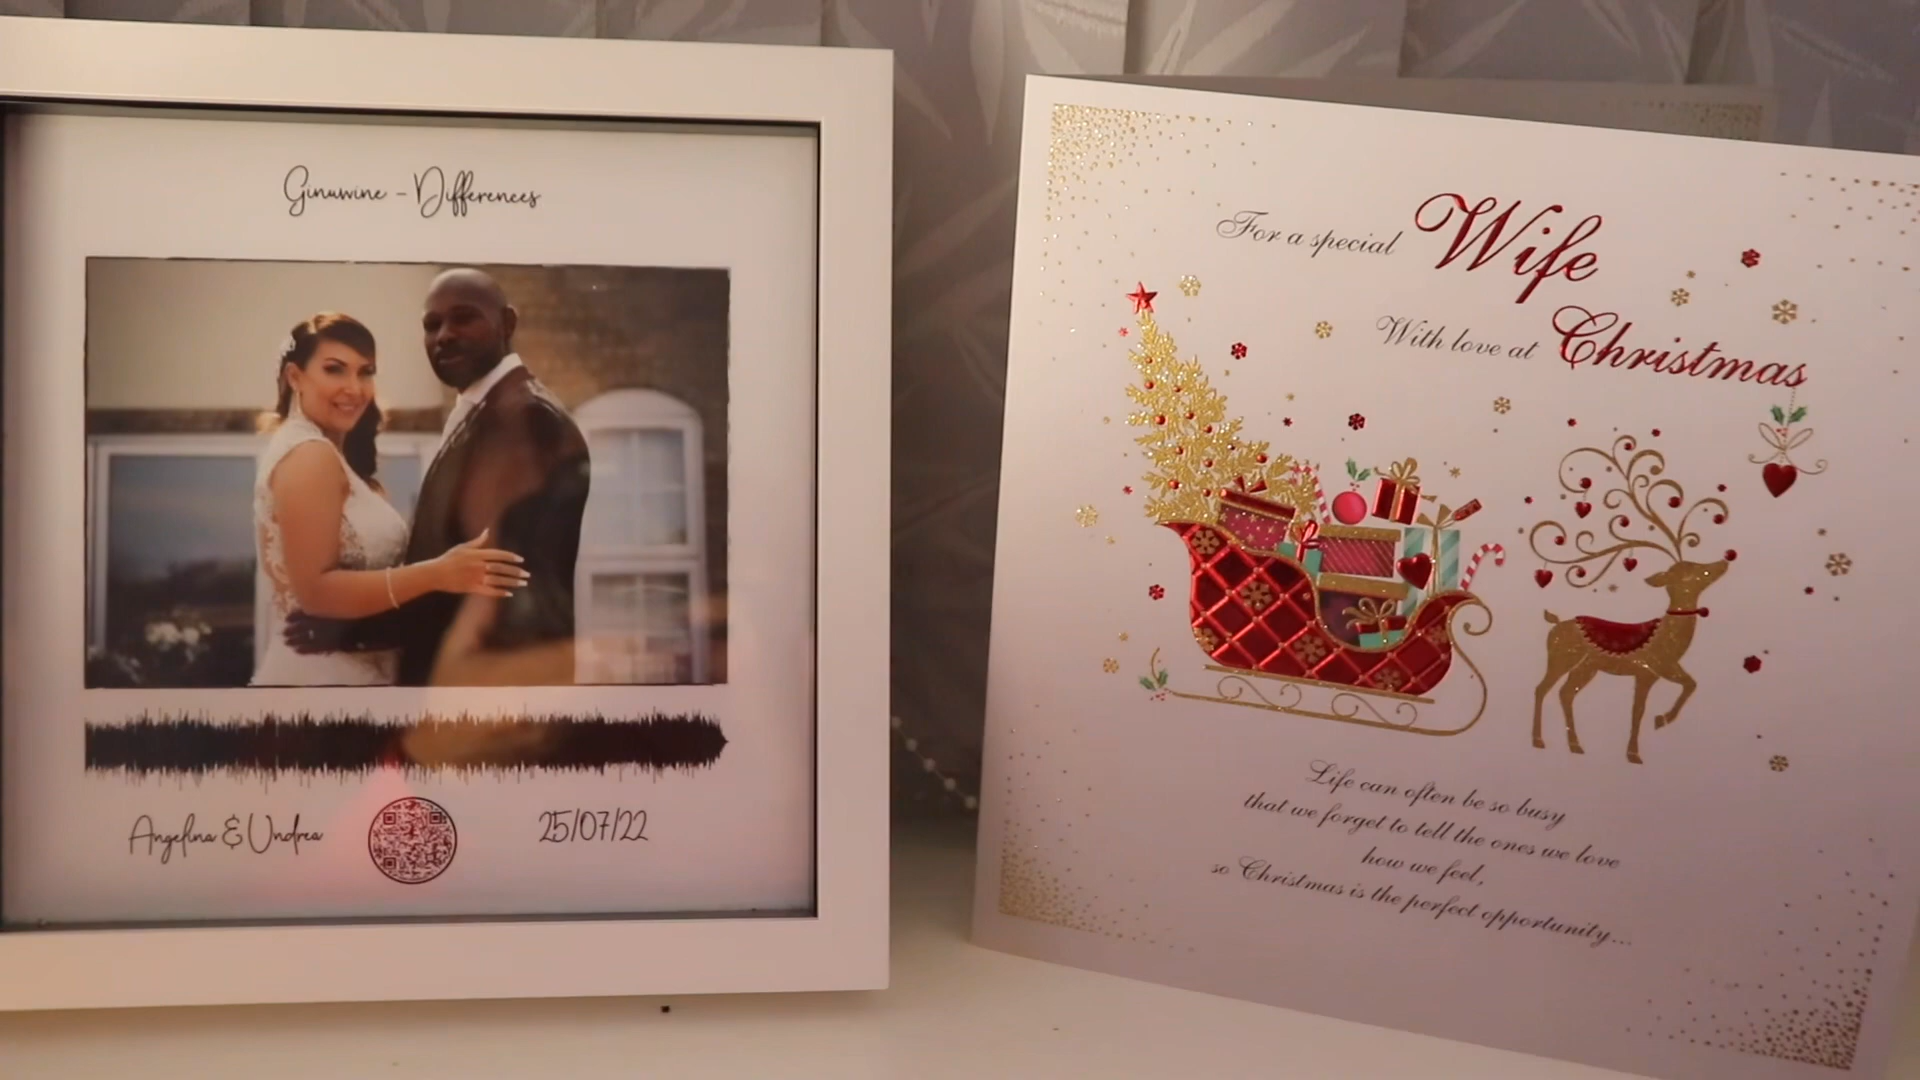 Ginuwine - Differences
Angelina & Undrea
25/07/22
For a special Wife
With love at Christmas
Life can often be so busy
that we forget to tell the ones we love
how we feel,
so Christmas is the perfect opportunity...